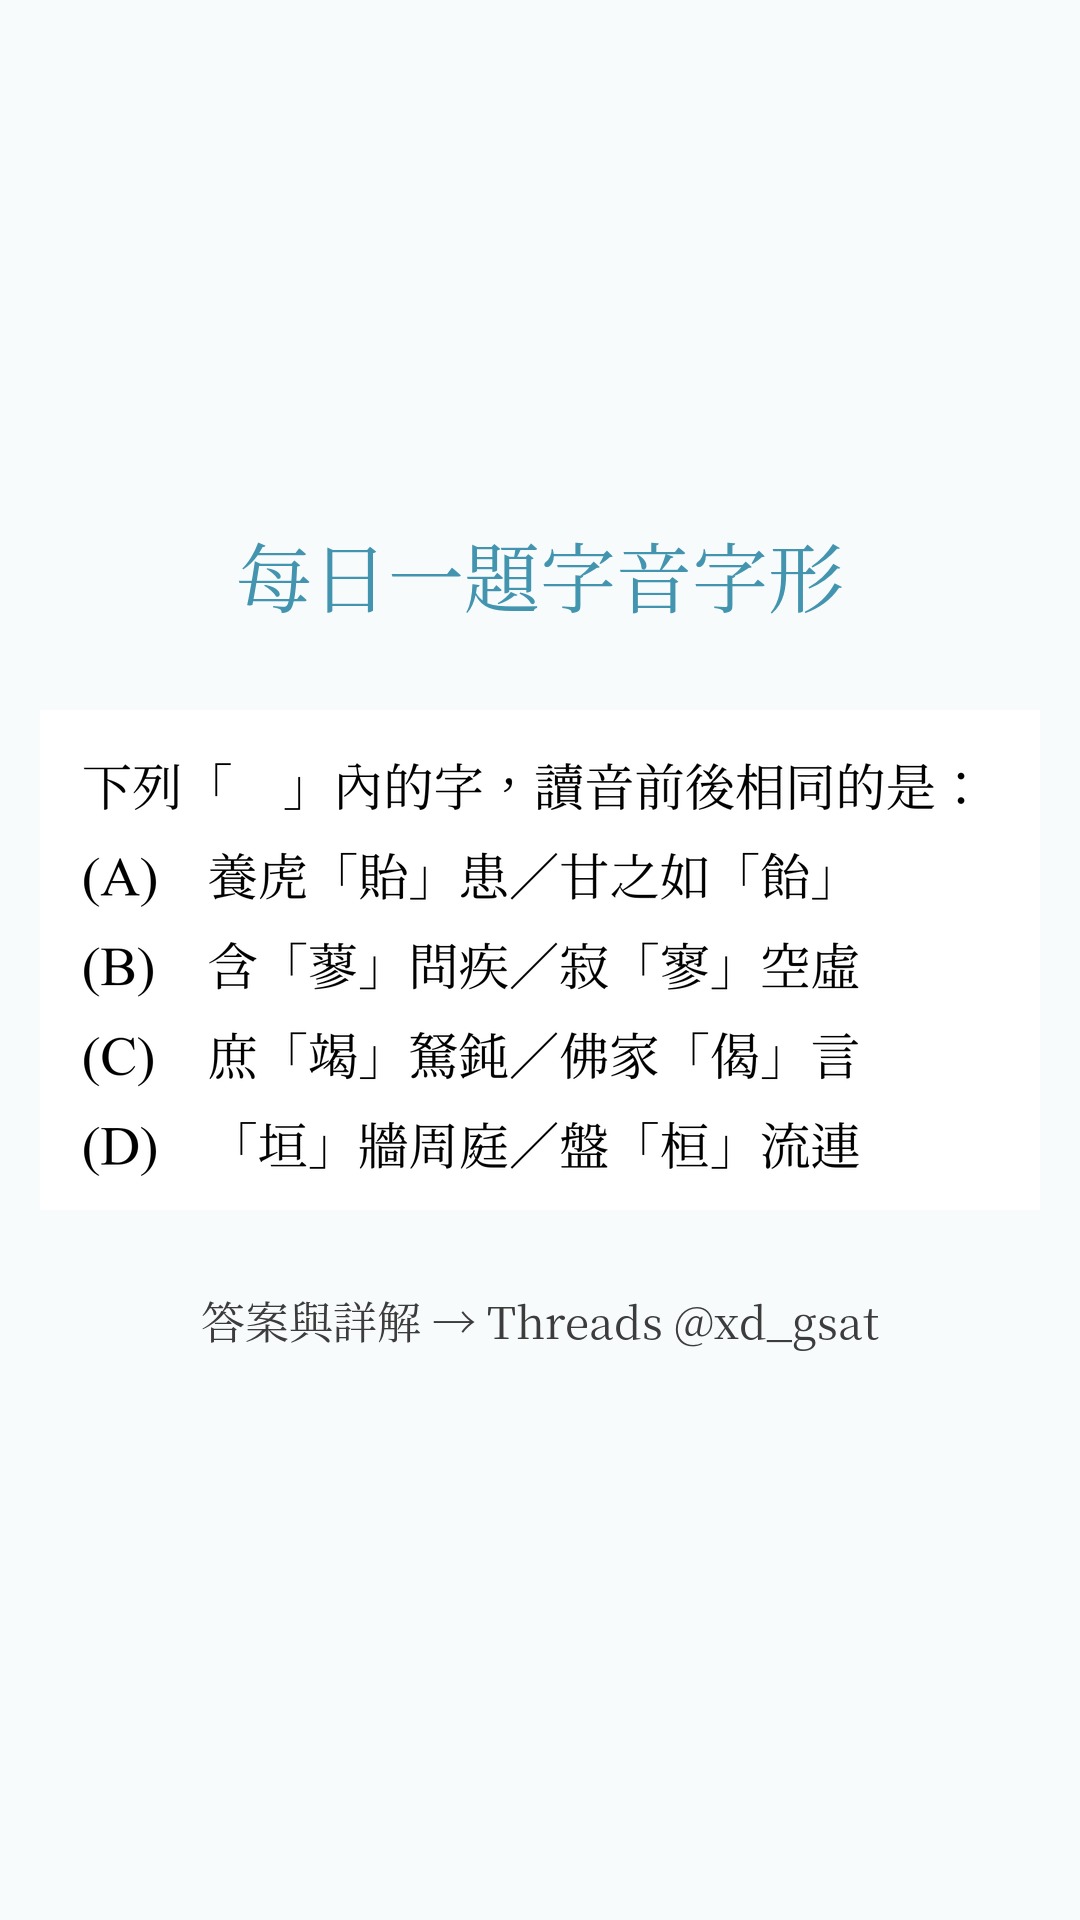 每日一題字音字形
下列「　」內的字，讀音前後相同的是：
(A)　養虎「貽」患／甘之如「飴」
(B)　含「蓼」問疾／寂「寥」空虛
(C)　庶「竭」駑鈍／佛家「偈」言
(D)　「垣」牆周庭／盤「桓」流連
答案與詳解 → Threads @xd_gsat